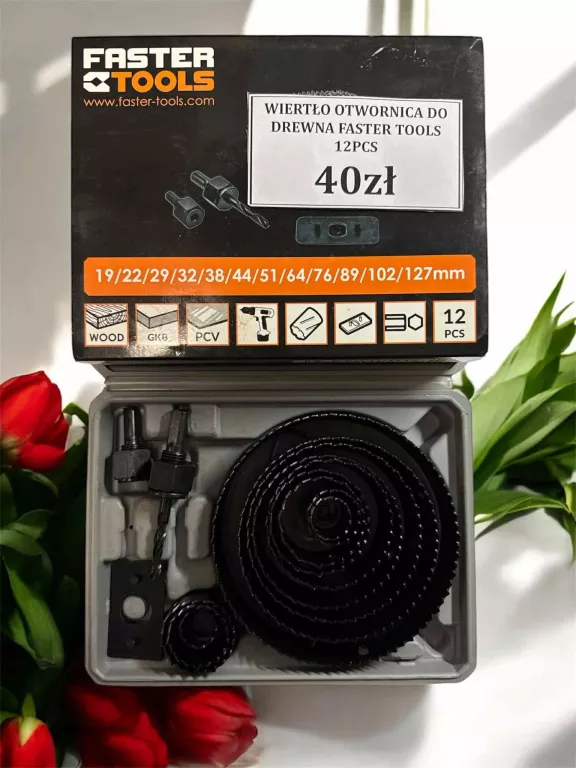 FASTER
TOOLS
www.faster-tools.com
WIERTŁO OTWORNICA DO
DREWNA FASTER TOOLS
12PCS
40zł
19/22/29/32/38/44/51/64/76/89/102/127mm
WOOD GKB PCV 12
PCS